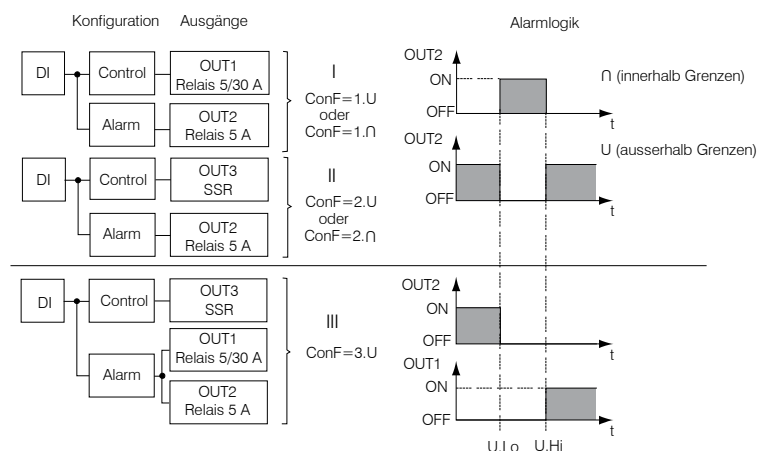 Konfiguration Ausgänge
DI
Control
OUT1
Relais 5/30 A
Alarm
OUT2
Relais 5 A
I
ConF=1.U
oder
ConF=1.∩
DI
Control
OUT3
SSR
Alarm
OUT2
Relais 5 A
II
ConF=2.U
oder
ConF=2.∩
DI
Control
OUT3
SSR
Alarm
OUT1
Relais 5/30 A
OUT2
Relais 5 A
III
ConF=3.U
Alarmlogik
OUT2
ON
OFF
t
∩ (innerhalb Grenzen)
OUT2
ON
OFF
t
U (ausserhalb Grenzen)
OUT2
ON
OFF
t
OUT1
ON
OFF
t
U.Lo U.Hi